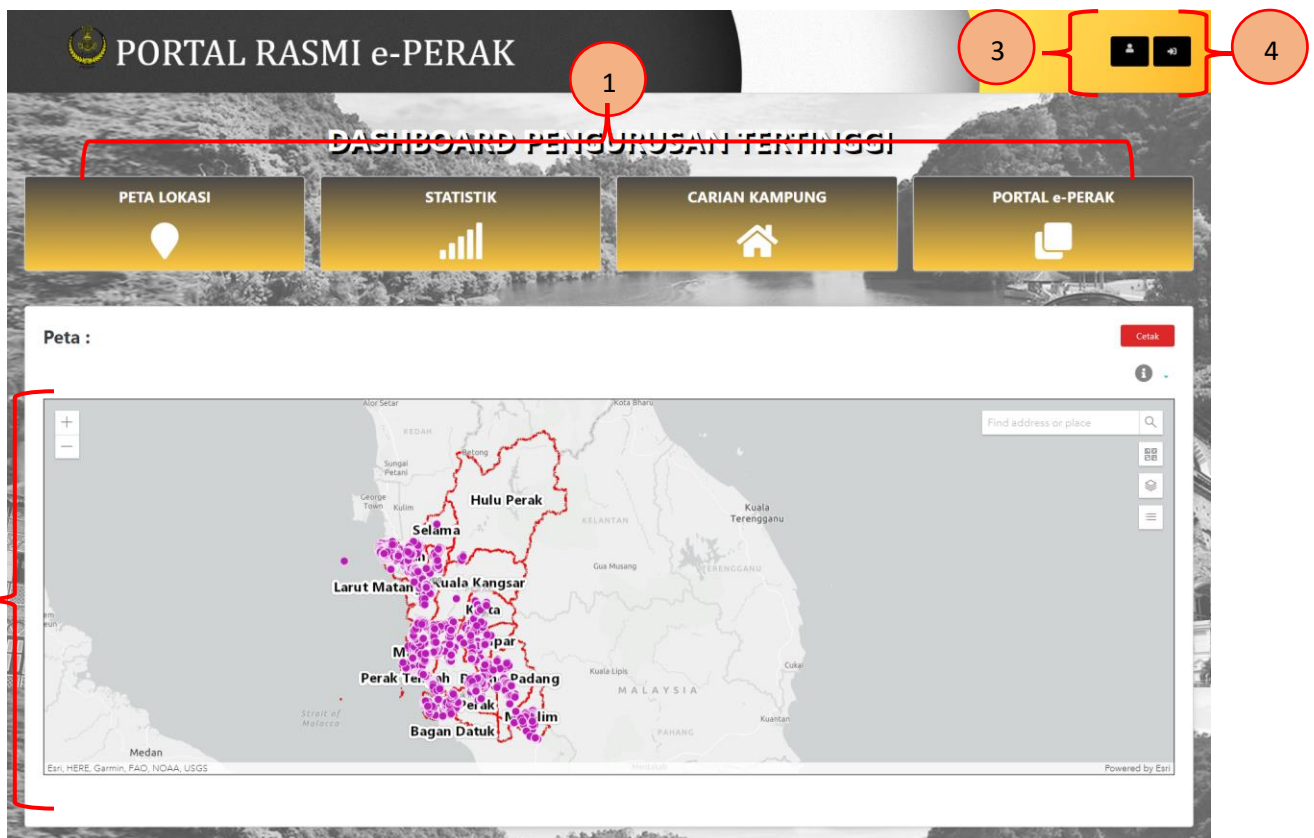 PORTAL RASMI e-PERAK
3
4
1
DASHBOARD PENGURUSAN TERTINGGI
PETA LOKASI
STATISTIK
CARIAN KAMPUNG
PORTAL e-PERAK
Peta :
Cetak
Find address or place
Alor Setar
Kota Bharu
KEDAH
Betong
Sungai
Petani
George
Town
Kulim
Hulu Perak
Kuala
Terengganu
KELANTAN
Selama
Gua Musang
TERENGGANU
Larut Matang
Kuala Kangsar
Kuala Lipis
Cukai
Padang
MALAYSIA
Perak
Strait of
Malacca
Kuantan
Bagan Datuk
PAHANG
Medan
Esri, HERE, Garmin, FAO, NOAA, USGS
Powered by Esri